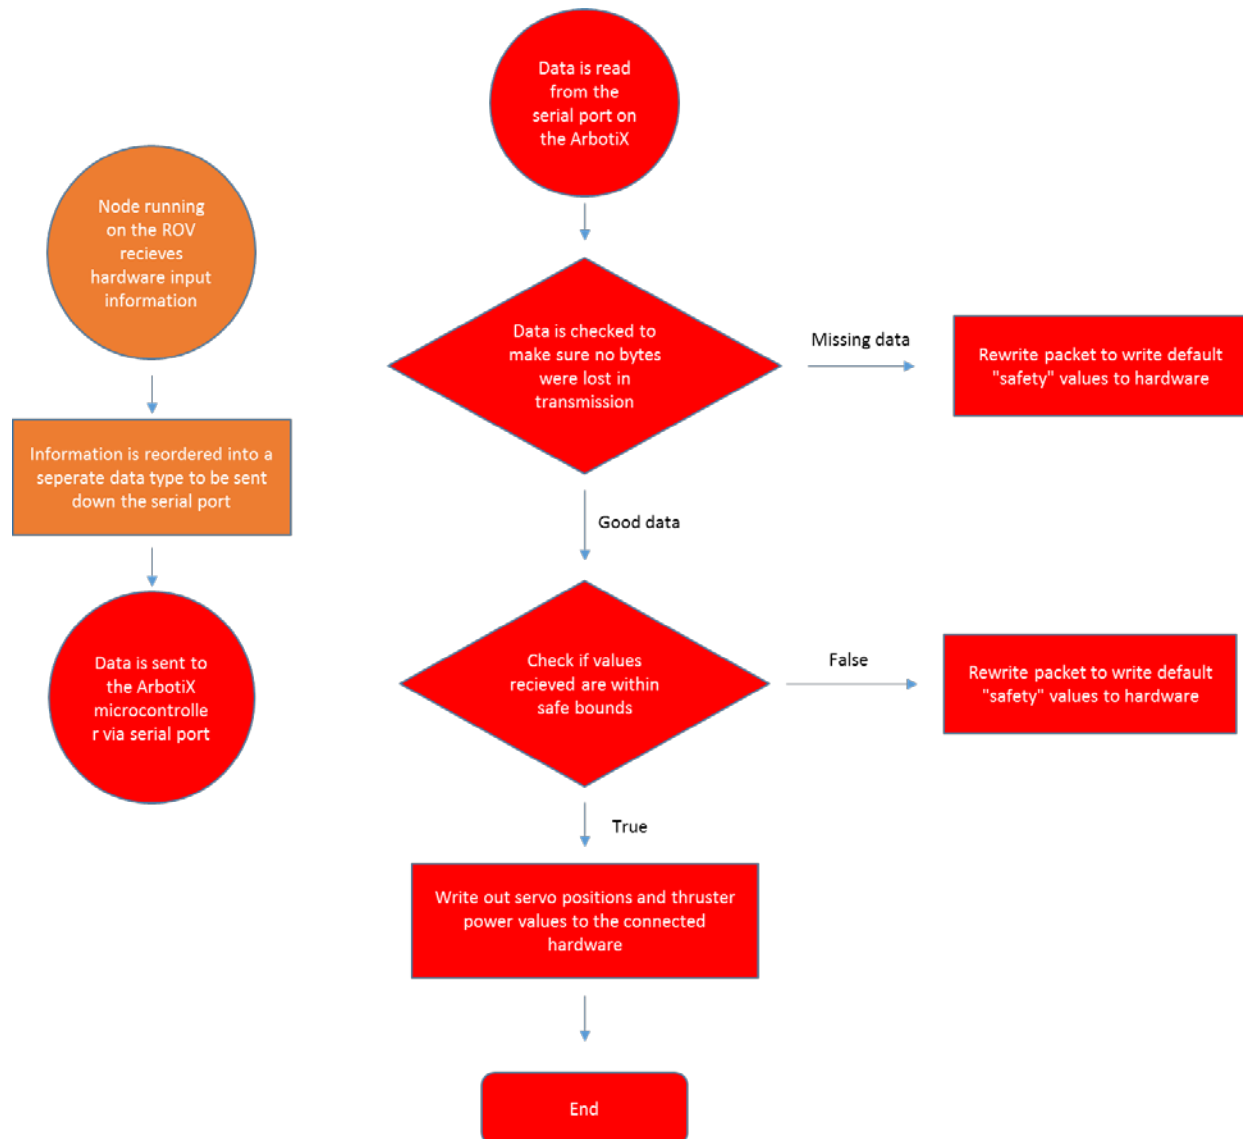 Node running
on the ROV
recieves
hardware input
information
Information is reordered into a
seperate data type to be sent
down the serial port
Data is sent to
the ArbotiX
microcontrolle
r via serial port
Data is read
from the
serial port on
the ArbotiX
Data is checked to
make sure no bytes
were lost in
transmission
Missing data
Rewrite packet to write default
"safety" values to hardware
Good data
Check if values
recieved are within
safe bounds
False
Rewrite packet to write default
"safety" values to hardware
True
Write out servo positions and thruster
power values to the connected
hardware
End